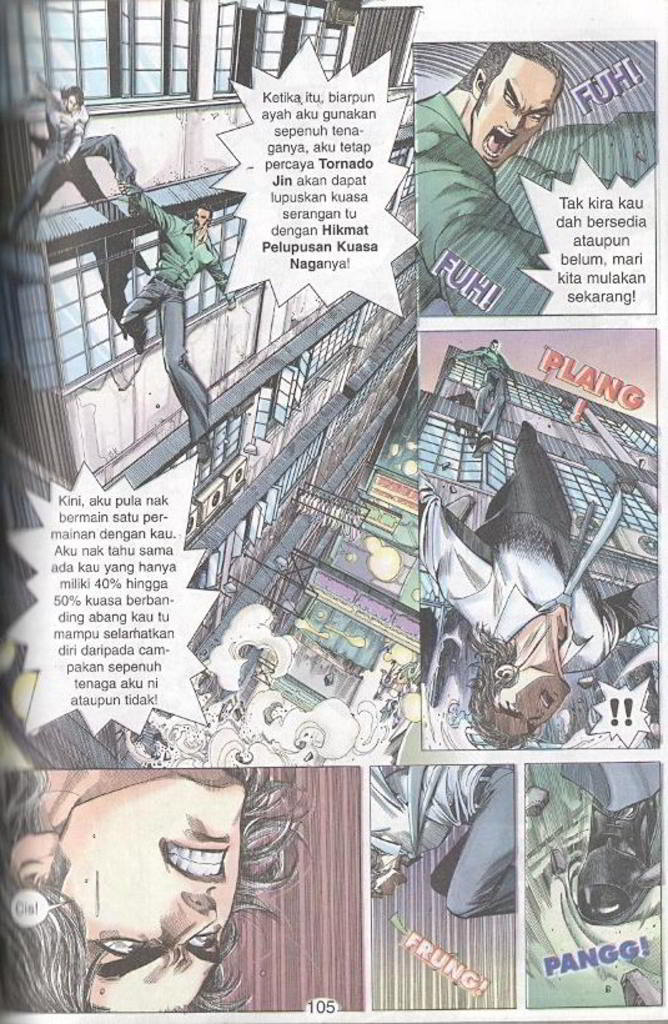 Ketika itu, biarpun
ayah aku gunakan
sepenuh tena-
ganya, aku tetap
percaya Tornado
Jin akan dapat
lupuskan kuasa
serangan tu
dengan Hikmat
Pelupusan Kuasa
Naganya!
Kini, aku pula nak
bermain satu per-
mainan dengan kau.
Aku nak tahu sama
ada kau yang hanya
miliki 40% hingga
50% kuasa berban-
ding abang kau tu
mampu selamatkan
diri daripada cam-
pakan sepenuh
tenaga aku ni
ataupun tidak!
FUH!
Tak kira kau
dah bersedia
ataupun
belum, mari
kita mulakan
sekarang!
FUH!
PLANG
!
!!
Cis!
FRUNG!
PANGG!
105